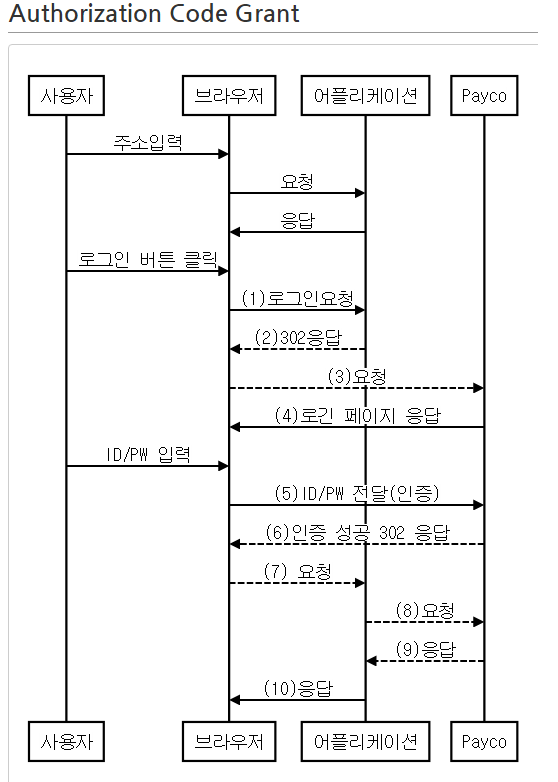 Authorization Code Grant
사용자 브라우저 어플리케이션 Payco
주소입력
요청
응답
로그인 버튼 클릭
(1)로그인요청
(2)302응답
(3)요청
(4)로긴 페이지 응답
ID/PW 입력
(5)ID/PW 전달(인증)
(6)인증 성공 302 응답
(7) 요청
(8)요청
(9)응답
(10)응답
사용자 브라우저 어플리케이션 Payco